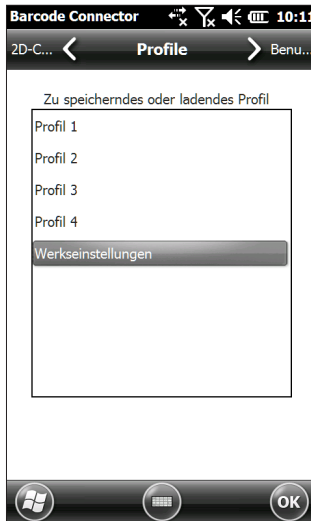 Barcode Connector 10:11
2D-C... Profile Benu...
Zu speicherndes oder ladendes Profil
Profil 1
Profil 2
Profil 3
Profil 4
Werkseinstellungen
OK